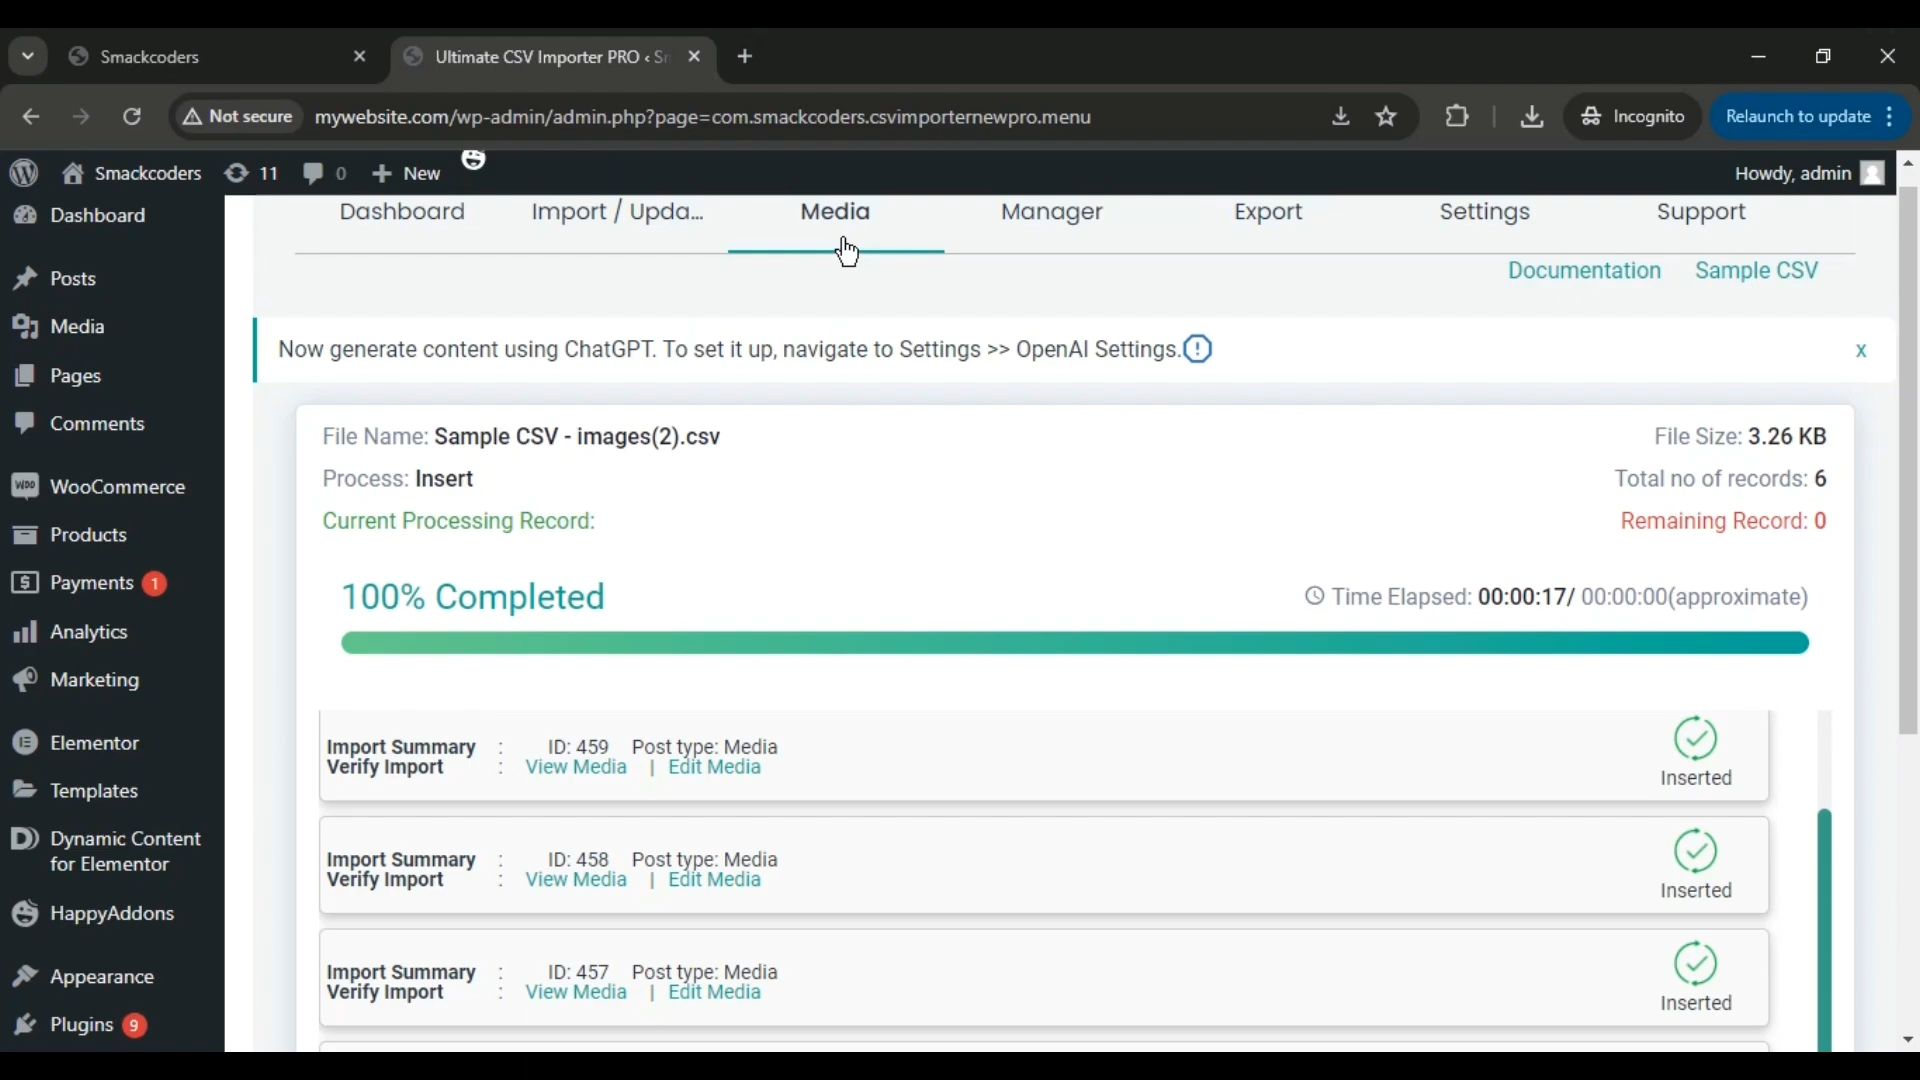 Smackcoders
Ultimate CSV Importer PRO ‹ Sm
Not secure
mywebsite.com/wp-admin/admin.php?page=com.smackcoders.csvimporternewpro.menu
Incognito
Relaunch to update
Smackcoders
11
0
New
Howdy, admin
Dashboard
Posts
Media
Pages
Comments
WooCommerce
Products
Payments 1
Analytics
Marketing
Elementor
Templates
Dynamic Content
for Elementor
HappyAddons
Appearance
Plugins 9
Dashboard
Import / Upda...
Media
Manager
Export
Settings
Support
Documentation
Sample CSV
Now generate content using ChatGPT. To set it up, navigate to Settings >> OpenAI Settings.
x
File Name: Sample CSV - images(2).csv
File Size: 3.26 KB
Process: Insert
Total no of records: 6
Current Processing Record:
Remaining Record: 0
100% Completed
Time Elapsed: 00:00:17/ 00:00:00(approximate)
Import Summary : ID: 459 Post type: Media
Verify Import : View Media | Edit Media
Inserted
Import Summary : ID: 458 Post type: Media
Verify Import : View Media | Edit Media
Inserted
Import Summary : ID: 457 Post type: Media
Verify Import : View Media | Edit Media
Inserted